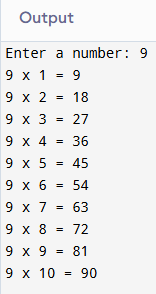 Output
Enter a number: 9
9 x 1 = 9
9 x 2 = 18
9 x 3 = 27
9 x 4 = 36
9 x 5 = 45
9 x 6 = 54
9 x 7 = 63
9 x 8 = 72
9 x 9 = 81
9 x 10 = 90